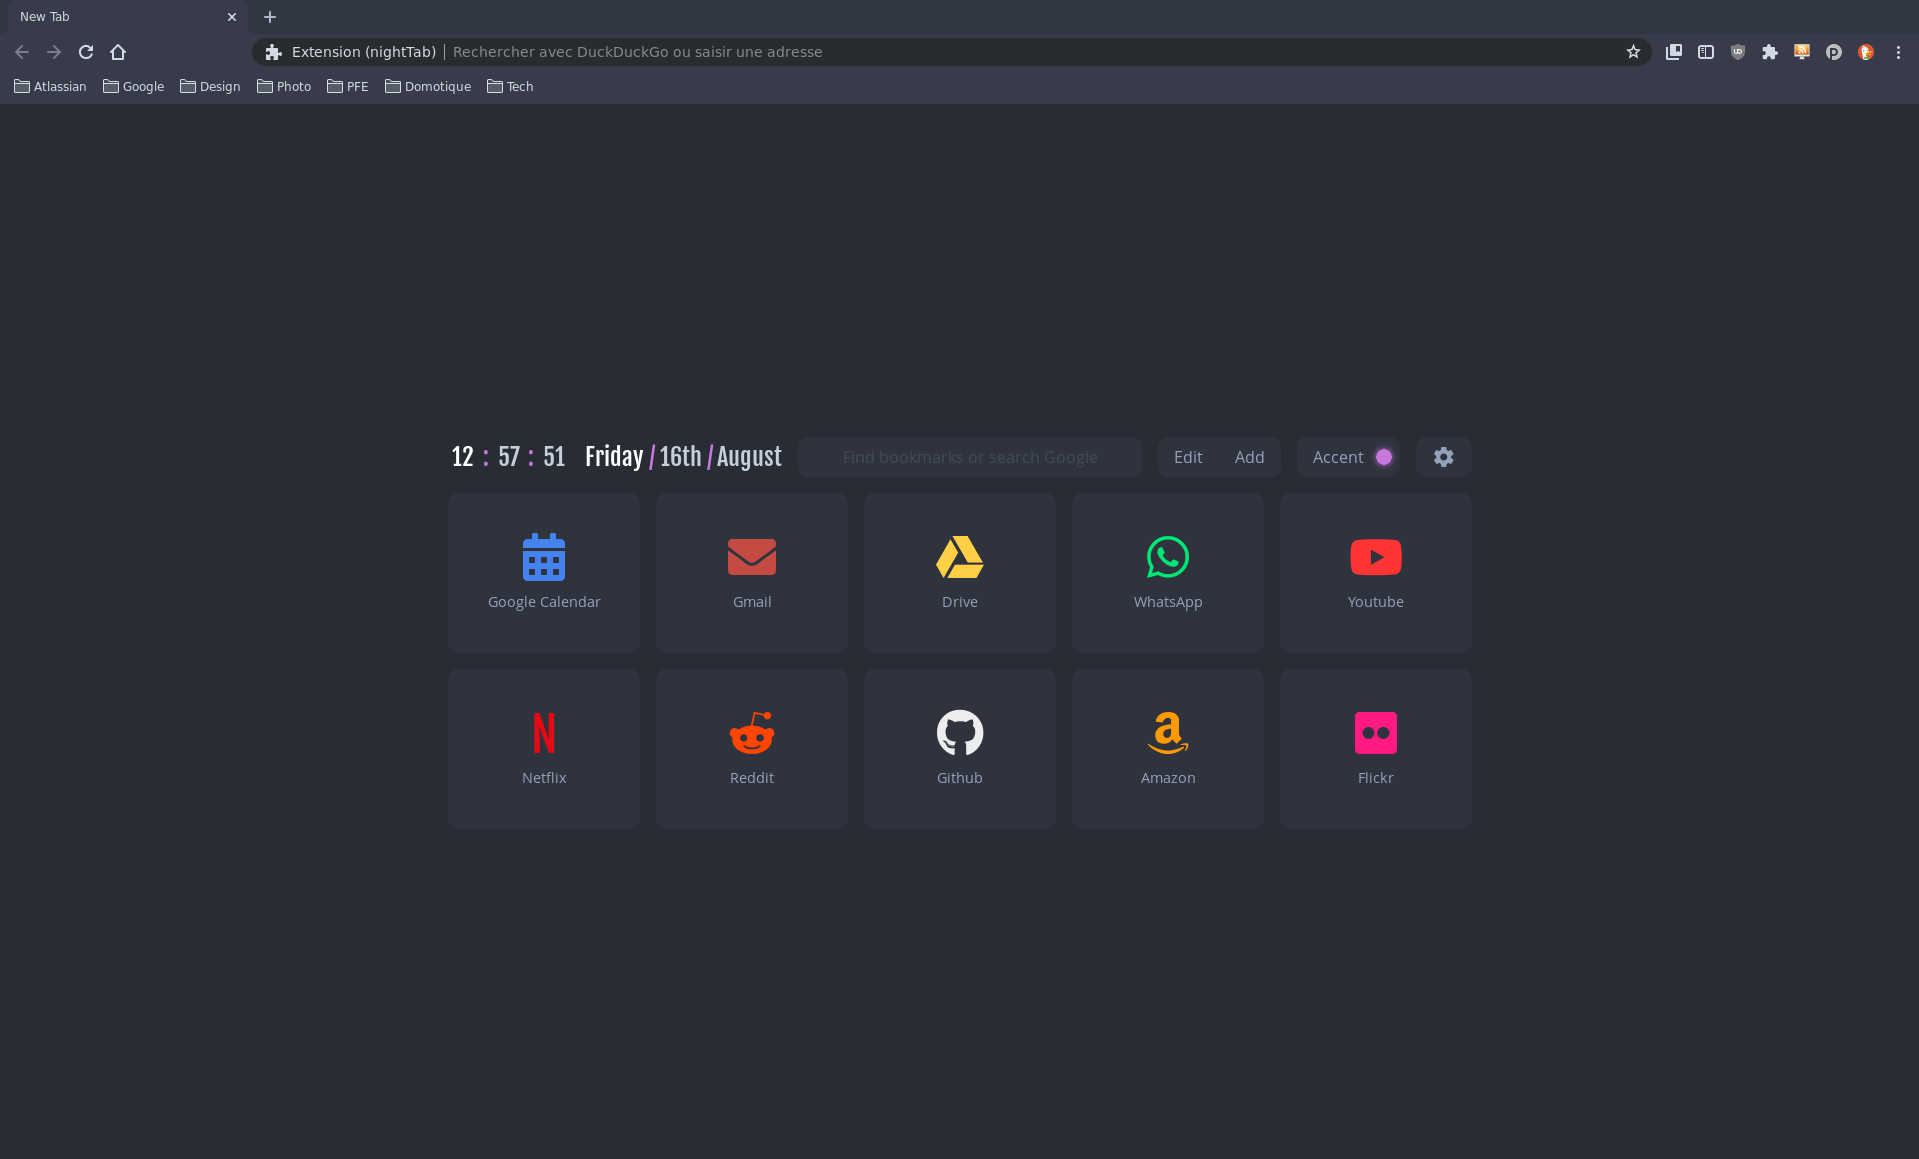 New Tab
Extension (nightTab) | Rechercher avec DuckDuckGo ou saisir une adresse
Atlassian Google Design Photo PFE Domotique Tech
12 : 57 : 51 Friday / 16th / August Find bookmarks or search Google Edit Add Accent
Google Calendar Gmail Drive WhatsApp Youtube
Netflix Reddit Github Amazon Flickr